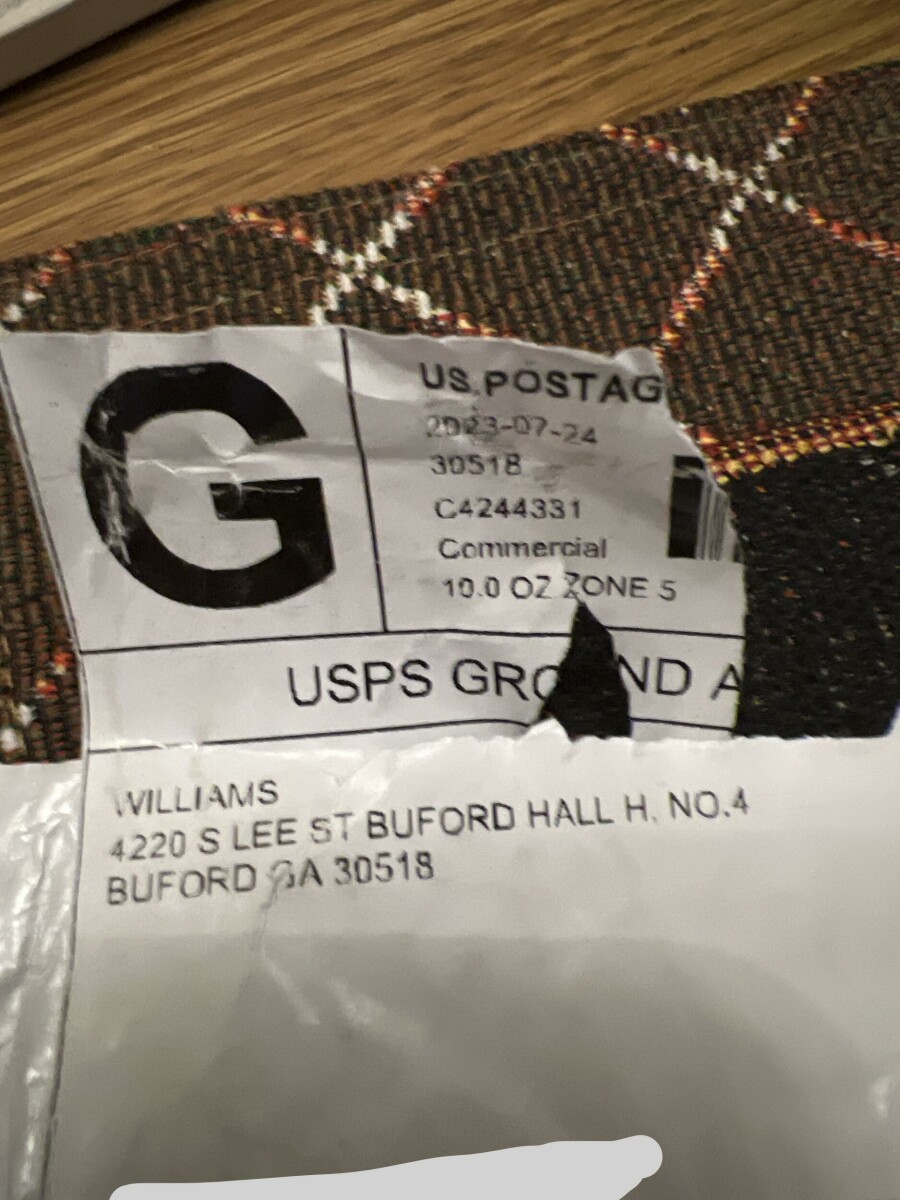 G
US POSTAG
2023-07-24
30518
C4244331
Commercial
10.0 OZ ZONE 5
USPS GRO ND A
WILLIAMS
4220 S LEE ST BUFORD HALL H. NO.4
BUFORD GA 30518